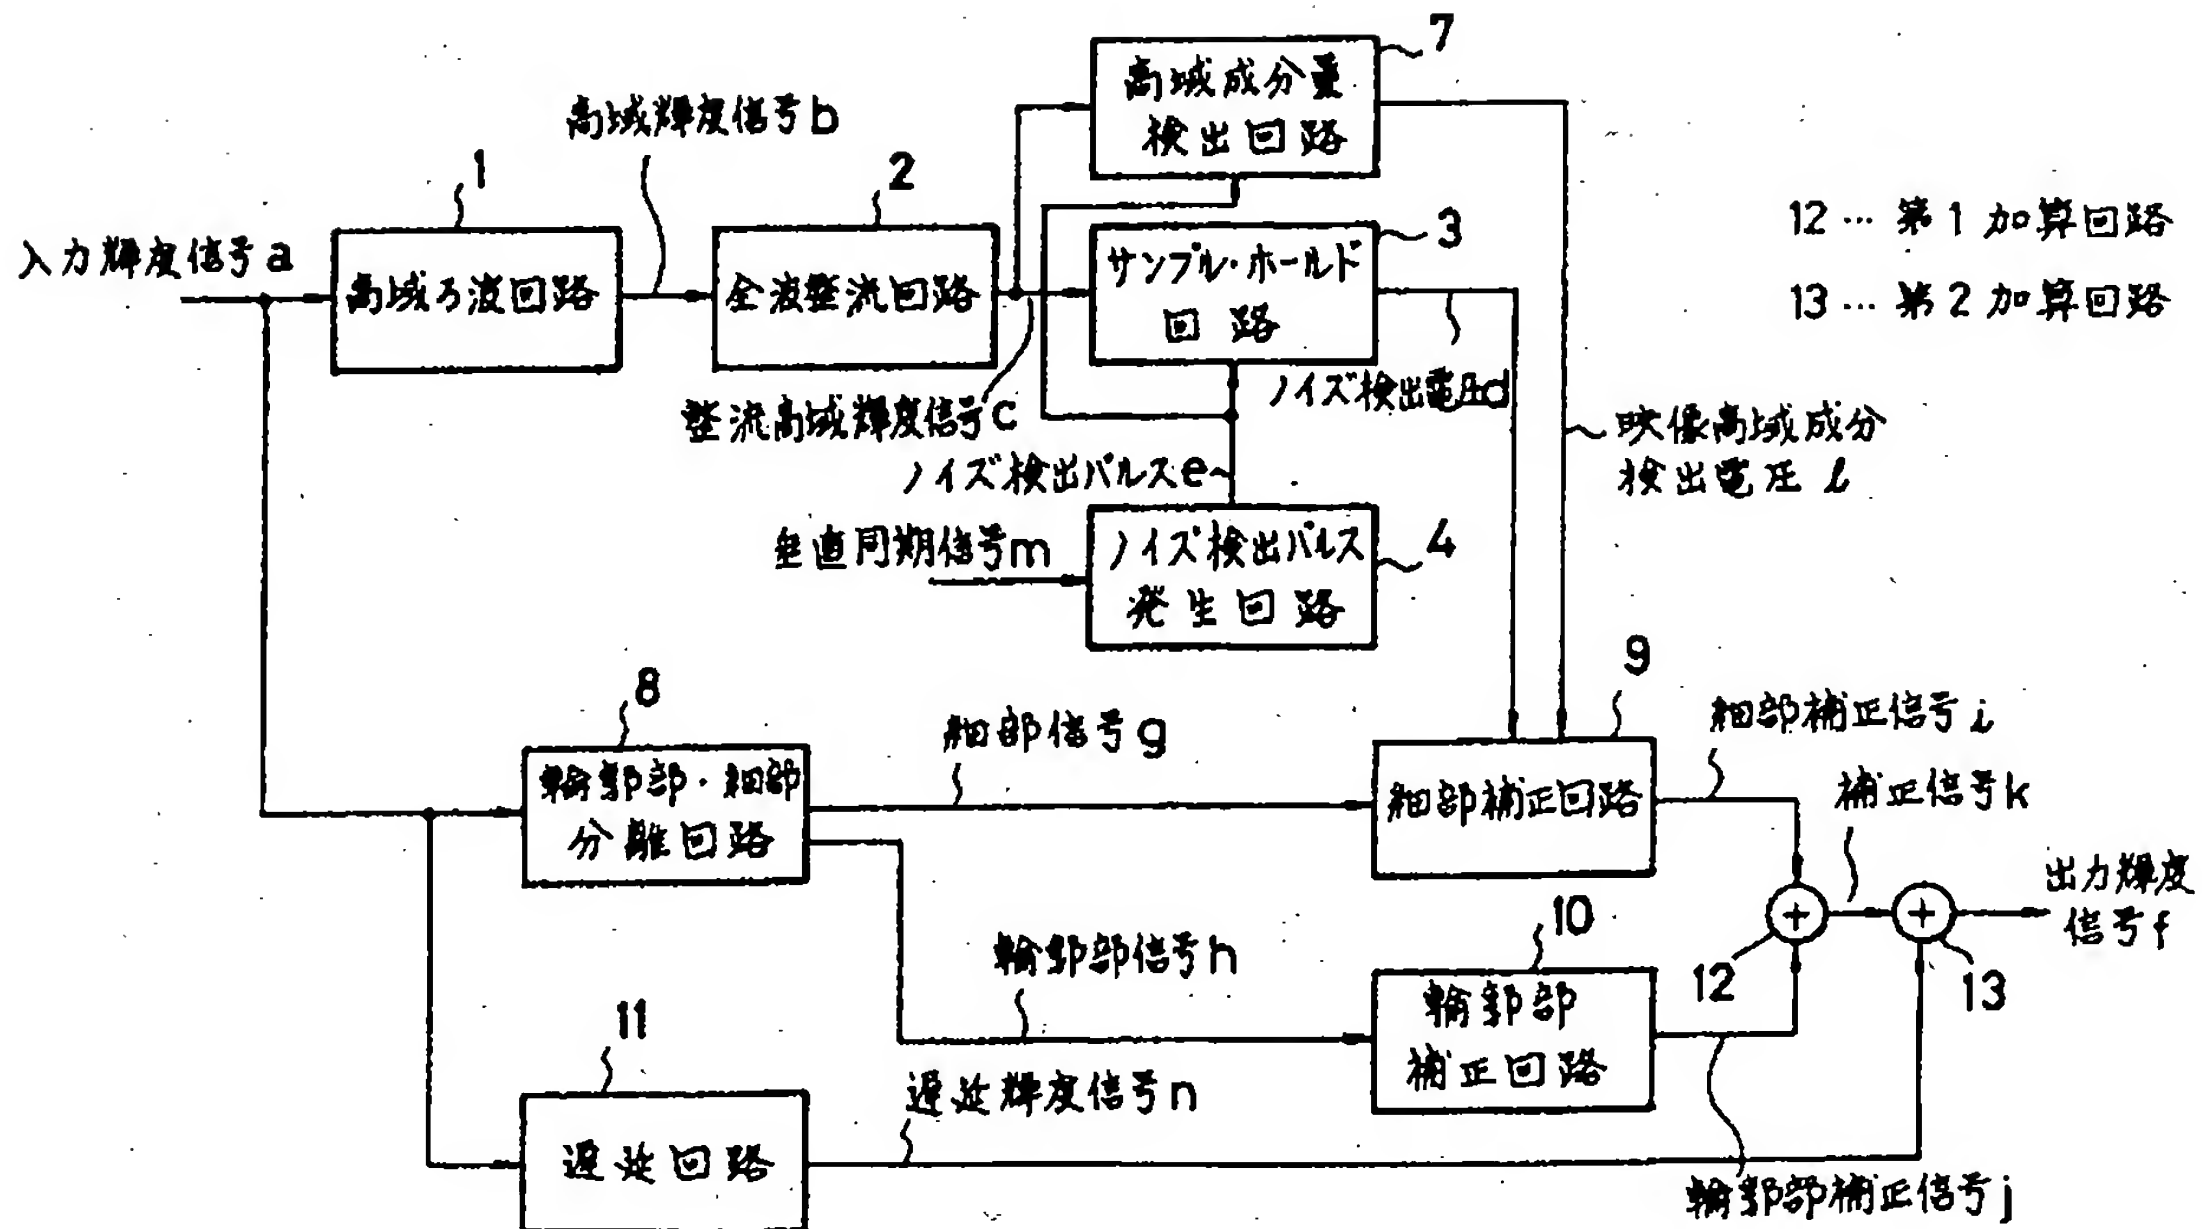 7
高域成分量
検出回路
高域輝度信号b
1
2
入力輝度信号a
高域ろ波回路
全波整流回路
3
サンプル・ホールド
回路
12… 第1加算回路
13… 第2加算回路
整流高域輝度信号c
ノイズ検出電圧d
映像高域成分
検出電圧 l
ノイズ検出パルスe
垂直同期信号m
4
ノイズ検出パルス
発生回路
8
輪郭部・細部
分離回路
細部信号g
9
細部補正回路
細部補正信号i
補正信号k
出力輝度
信号f
+
+
12
13
輪郭部信号h
10
輪郭部
補正回路
11
遅延回路
遅延輝度信号n
輪郭部補正信号j